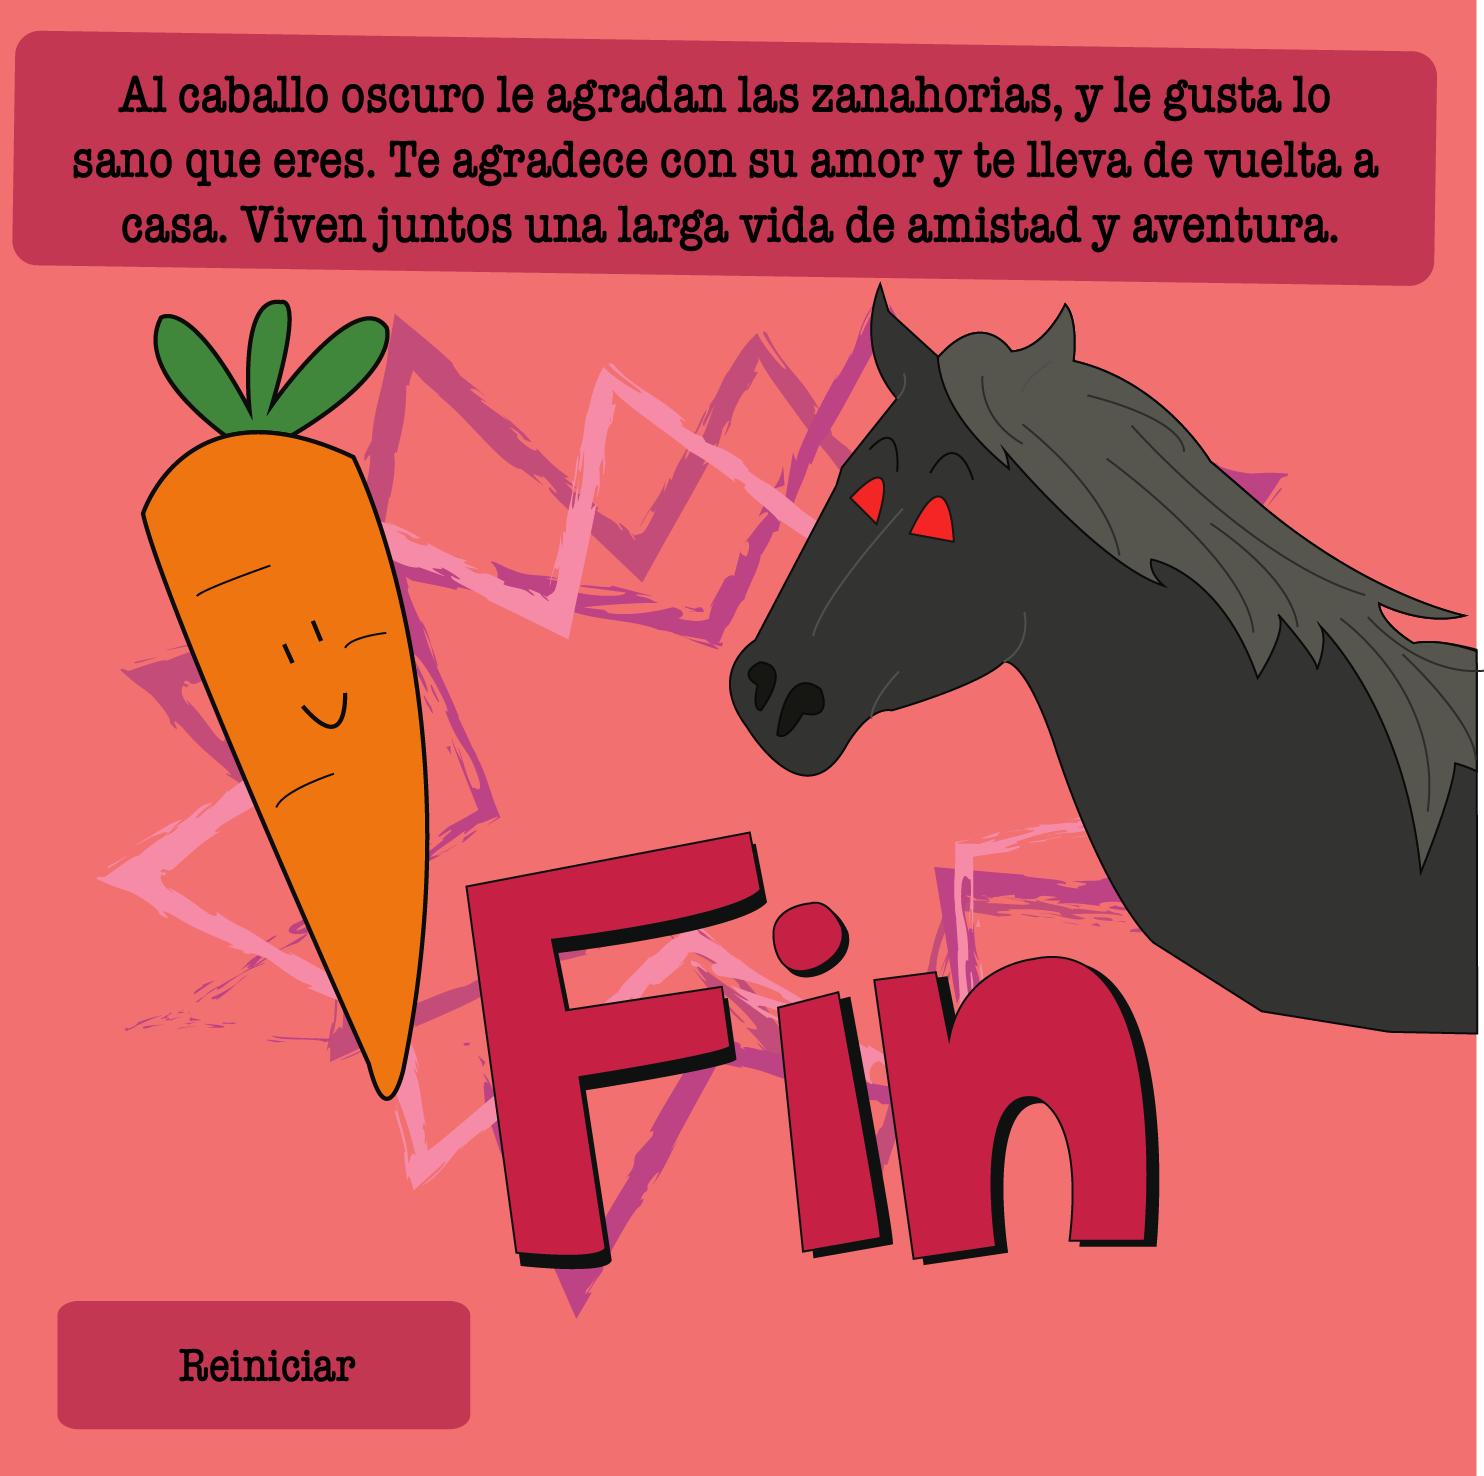 Al caballo oscuro le agradan las zanahorias, y le gusta lo
sano que eres. Te agradece con su amor y te lleva de vuelta a
casa. Viven juntos una larga vida de amistad y aventura.
Fin
Reiniciar